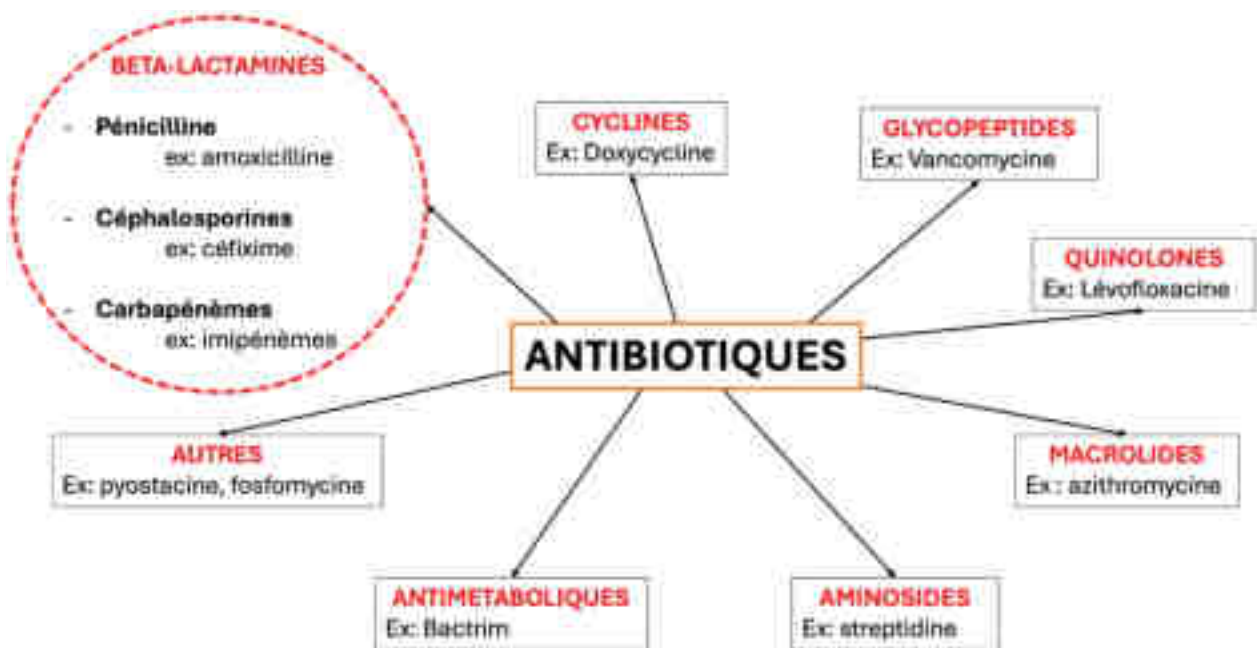 BETA-LACTAMINES
- Pénicilline
ex: amoxicilline
- Céphalosporines
ex: céfixime
- Carbapénèmes
ex: imipénèmes
CYCLINES
Ex: Doxycycline
GLYCOPEPTIDES
Ex: Vancomycine
QUINOLONES
Ex: Lévofloxacine
ANTIBIOTIQUES
AUTRES
Ex: pyostacine, fosfomycine
MACROLIDES
Ex : azithromycine
ANTIMETABOLIQUES
Ex: Bactrim
AMINOSIDES
Ex: streptidine